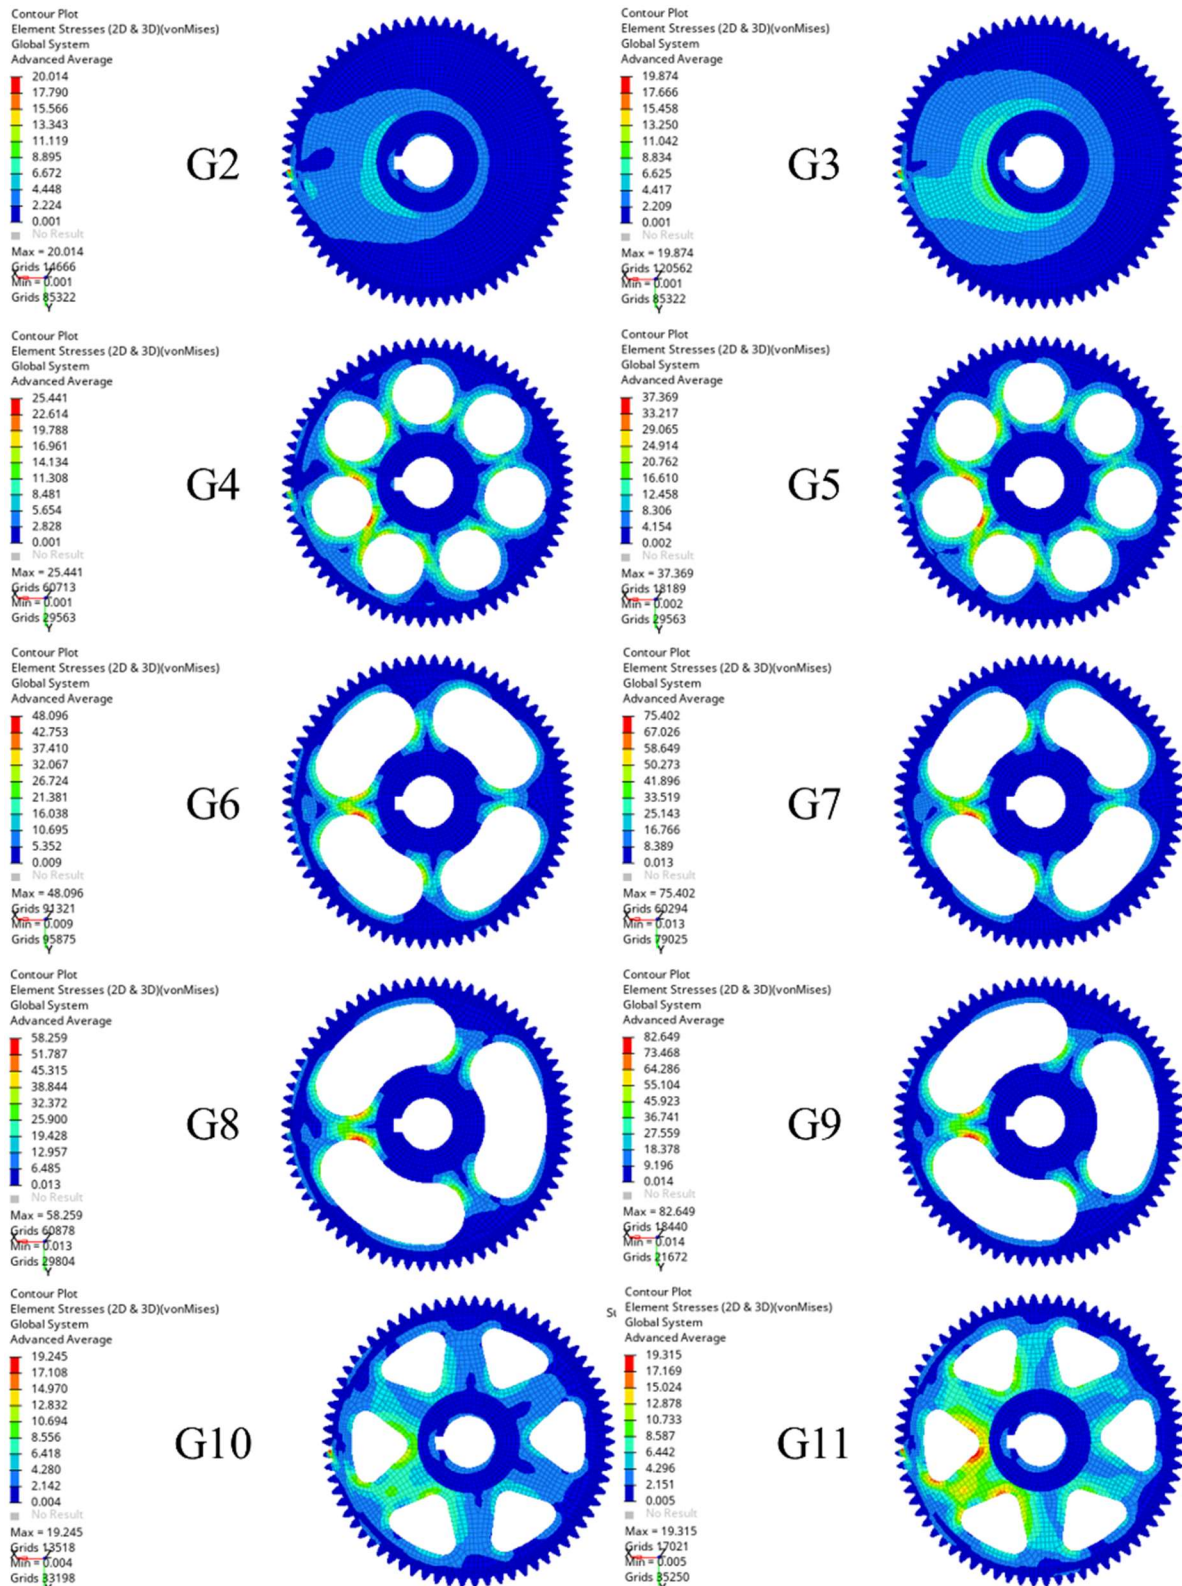 Contour Plot
Element Stresses (2D & 3D)(vonMises)
Global System
Advanced Average
20.014
17.790
15.566
13.343
11.119
8.895
6.672
4.448
2.224
0.001
No Result
Max = 20.014
Grids 14666
Min = 0.001
Grids 85322
X Z
Y
G2
Contour Plot
Element Stresses (2D & 3D)(vonMises)
Global System
Advanced Average
19.874
17.666
15.458
13.250
11.042
8.834
6.625
4.417
2.209
0.001
No Result
Max = 19.874
Grids 120562
Min = 0.001
Grids 85322
X Z
Y
G3
Contour Plot
Element Stresses (2D & 3D)(vonMises)
Global System
Advanced Average
25.441
22.614
19.788
16.961
14.134
11.308
8.481
5.654
2.828
0.001
No Result
Max = 25.441
Grids 60713
Min = 0.001
Grids 29563
X Z
Y
G4
Contour Plot
Element Stresses (2D & 3D)(vonMises)
Global System
Advanced Average
37.369
33.217
29.065
24.914
20.762
16.610
12.458
8.306
4.154
0.002
No Result
Max = 37.369
Grids 18189
Min = 0.002
Grids 29563
X Z
Y
G5
Contour Plot
Element Stresses (2D & 3D)(vonMises)
Global System
Advanced Average
48.096
42.753
37.410
32.067
26.724
21.381
16.038
10.695
5.352
0.009
No Result
Max = 48.096
Grids 91321
Min = 0.009
Grids 95875
X Z
Y
G6
Contour Plot
Element Stresses (2D & 3D)(vonMises)
Global System
Advanced Average
75.402
67.026
58.649
50.273
41.896
33.519
25.143
16.766
8.389
0.013
No Result
Max = 75.402
Grids 60294
Min = 0.013
Grids 79025
X Z
Y
G7
Contour Plot
Element Stresses (2D & 3D)(vonMises)
Global System
Advanced Average
58.259
51.787
45.315
38.844
32.372
25.900
19.428
12.957
6.485
0.013
No Result
Max = 58.259
Grids 60878
Min = 0.013
Grids 29804
X Z
Y
G8
Contour Plot
Element Stresses (2D & 3D)(vonMises)
Global System
Advanced Average
82.649
73.468
64.286
55.104
45.923
36.741
27.559
18.378
9.196
0.014
No Result
Max = 82.649
Grids 18440
Min = 0.014
Grids 21672
X Z
Y
G9
Contour Plot
Element Stresses (2D & 3D)(vonMises)
Global System
Advanced Average
19.245
17.108
14.970
12.832
10.694
8.556
6.418
4.280
2.142
0.004
No Result
Max = 19.245
Grids 13518
Min = 0.004
Grids 33198
X Z
Y
G10
Contour Plot
Element Stresses (2D & 3D)(vonMises)
Global System
Advanced Average
19.315
17.169
15.024
12.878
10.733
8.587
6.442
4.296
2.151
0.005
No Result
Max = 19.315
Grids 17021
Min = 0.005
Grids 35250
X Z
Y
G11